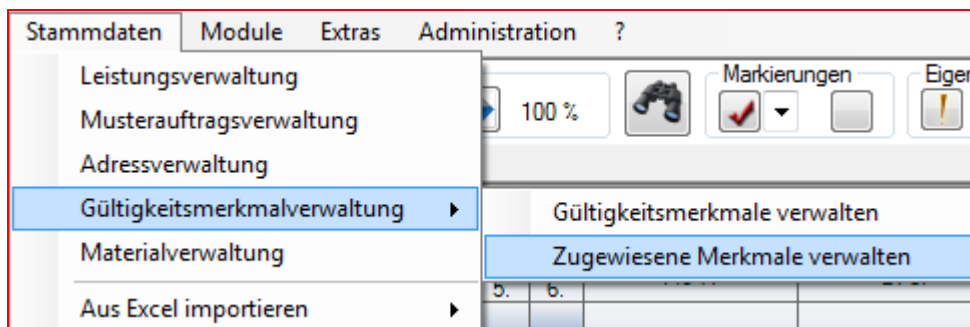 Stammdaten Module Extras Administration ?
Leistungsverwaltung
Musterauftragsverwaltung
Adressverwaltung
Gültigkeitsmerkmalverwaltung
Materialverwaltung
Aus Excel importieren
100 %
Markierungen
Gültigkeitsmerkmale verwalten
Zugewiesene Merkmale verwalten
5. 6.